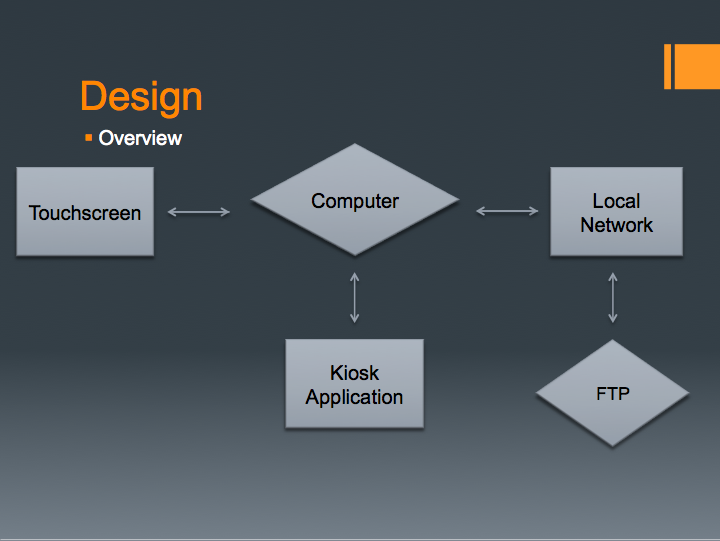 Design
Overview
Touchscreen
Computer
Local
Network
Kiosk
Application
FTP